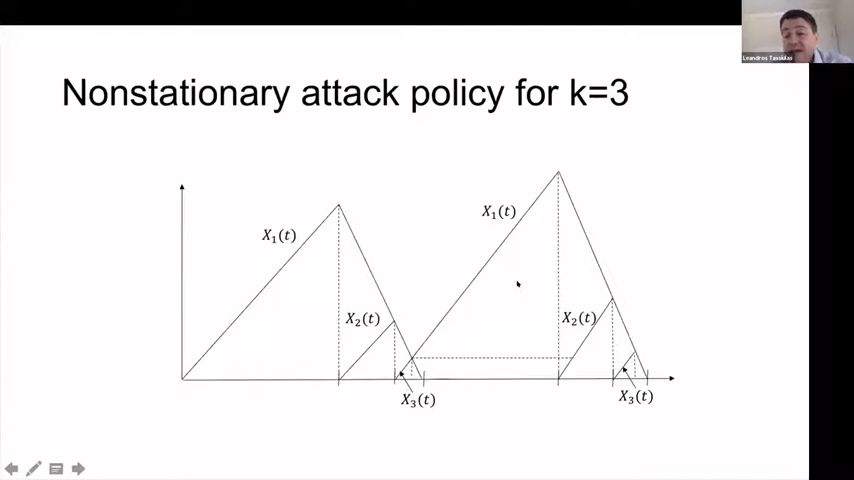 Leandros Tassiulas
Nonstationary attack policy for k=3
X₁(t)
X₁(t)
X₂(t)
X₂(t)
X₃(t)
X₃(t)